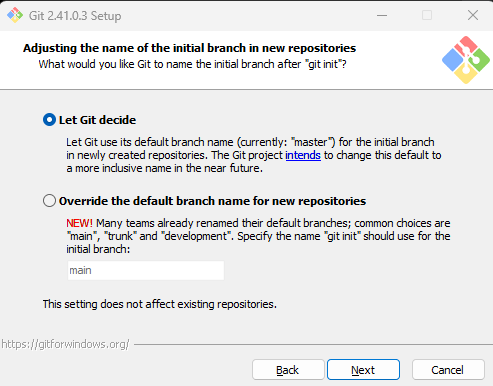 Git 2.41.0.3 Setup
Adjusting the name of the initial branch in new repositories
What would you like Git to name the initial branch after "git init"?
Let Git decide
Let Git use its default branch name (currently: "master") for the initial branch
in newly created repositories. The Git project intends to change this default to
a more inclusive name in the near future.
Override the default branch name for new repositories
NEW! Many teams already renamed their default branches; common choices are
"main", "trunk" and "development". Specify the name "git init" should use for the
initial branch:
main
This setting does not affect existing repositories.
https://gitforwindows.org/
Back Next Cancel